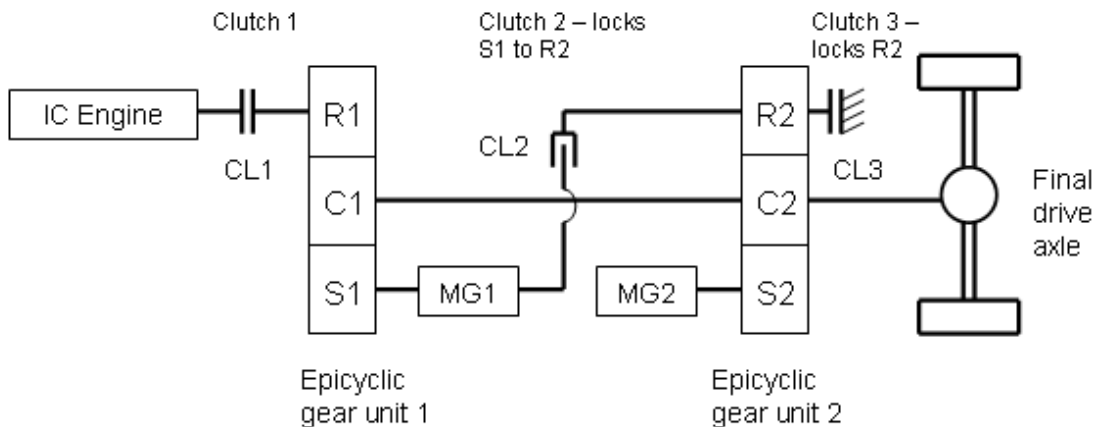 Clutch 1
Clutch 2 – locks
S1 to R2
Clutch 3 –
locks R2
IC Engine
CL1
R1
C1
S1
MG1
CL2
MG2
R2
C2
S2
CL3
Final
drive
axle
Epicyclic
gear unit 1
Epicyclic
gear unit 2